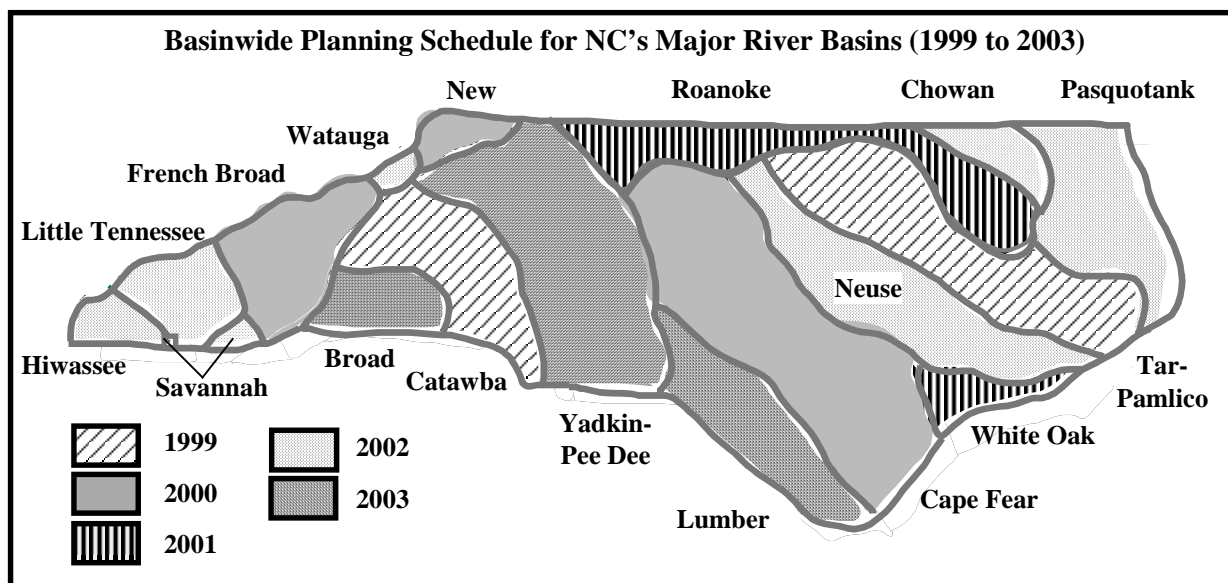 Basinwide Planning Schedule for NC's Major River Basins (1999 to 2003)
New
Roanoke
Chowan
Pasquotank
Watauga
French Broad
Little Tennessee
Neuse
Hiwassee
Savannah
Broad
Catawba
Yadkin-
Pee Dee
Lumber
Cape Fear
White Oak
Tar-
Pamlico
1999
2000
2001
2002
2003